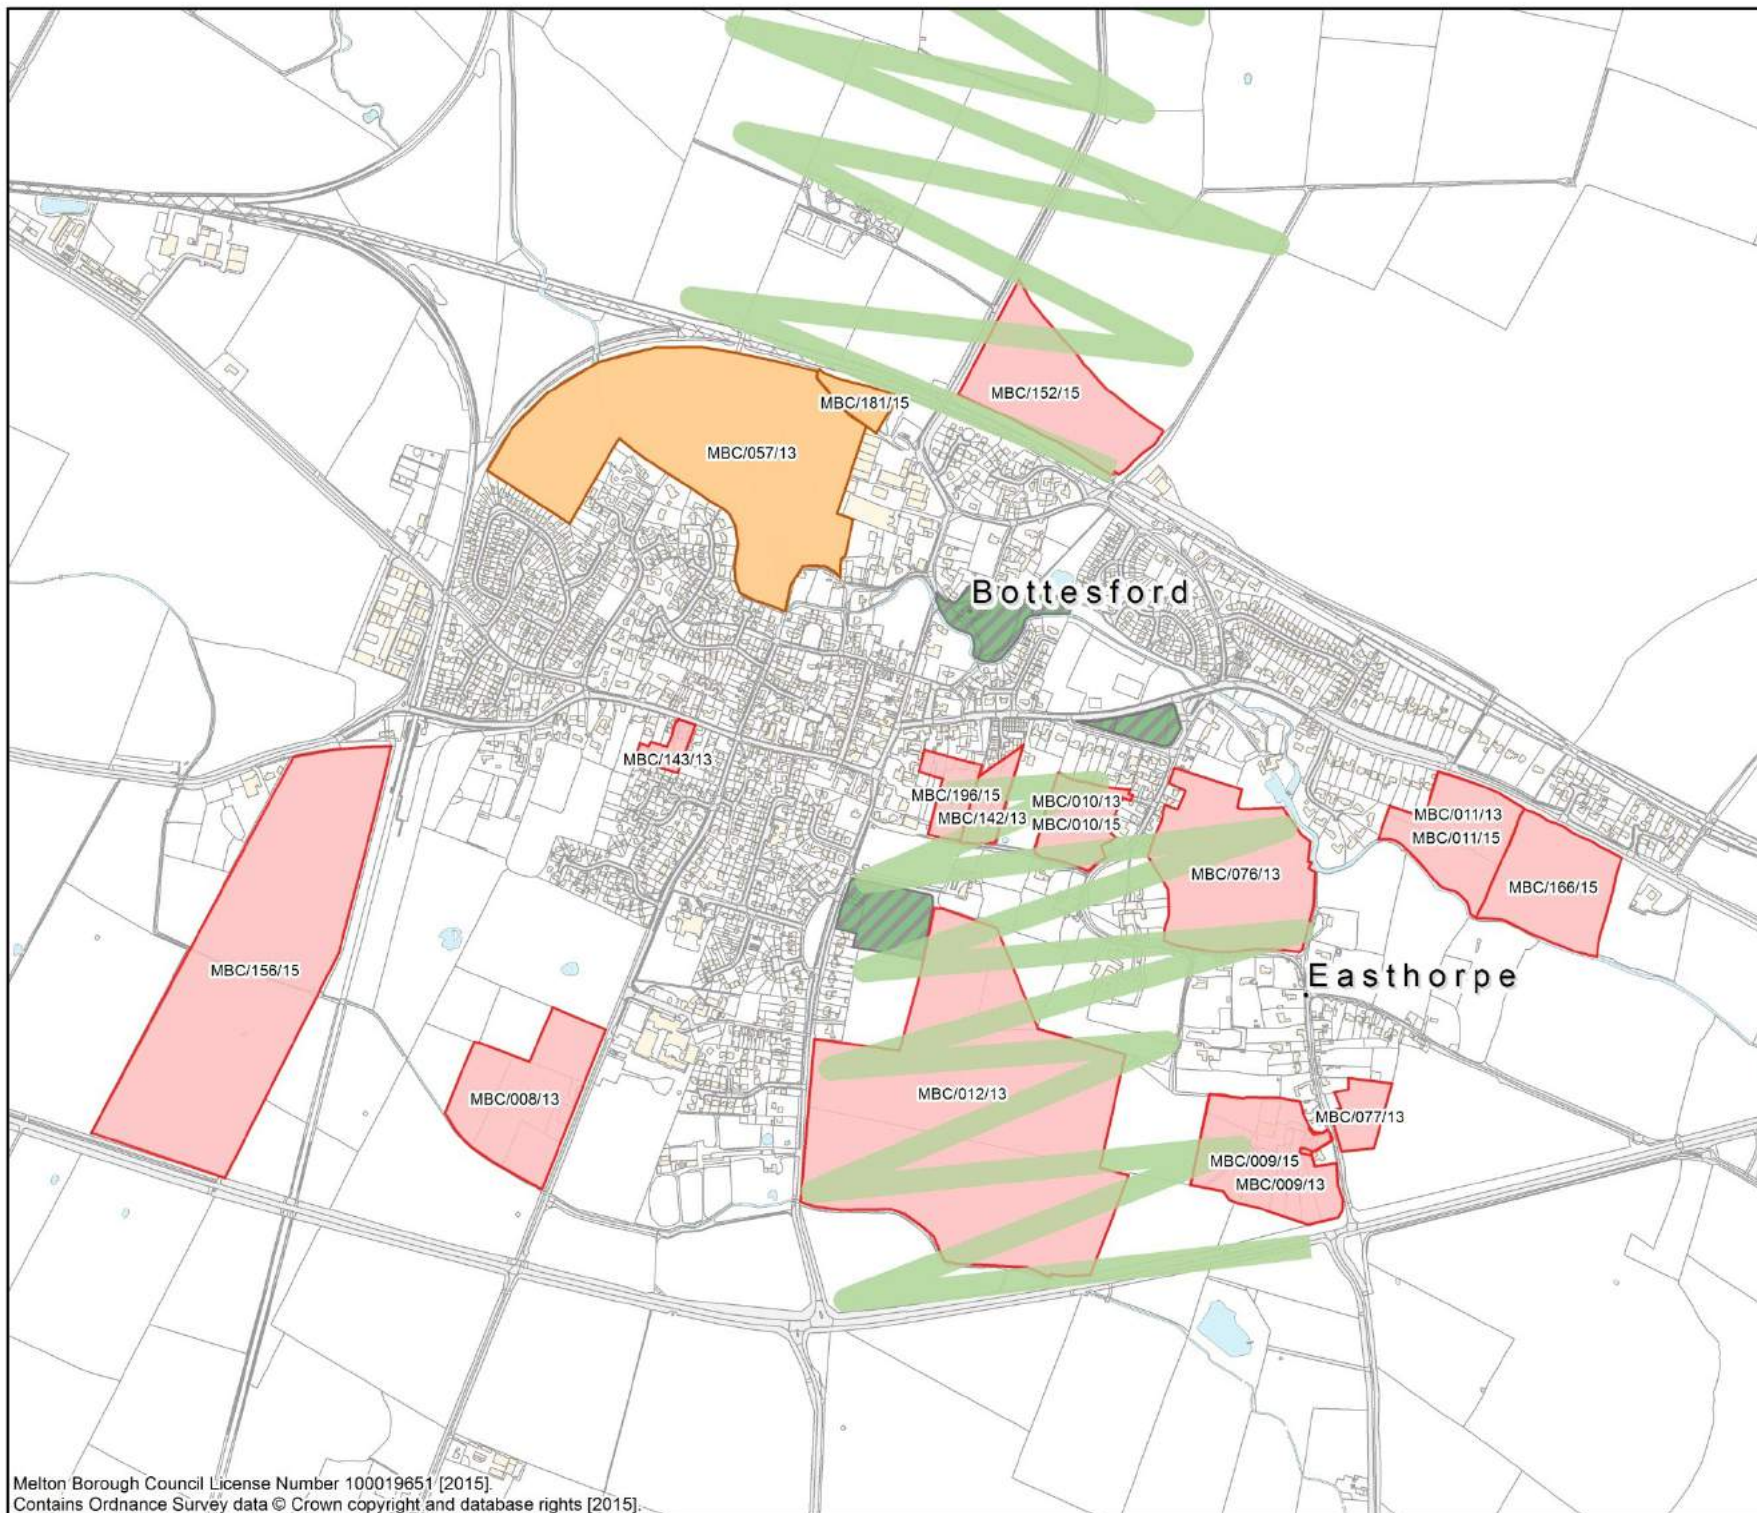 MBC/152/15
MBC/181/15
MBC/057/13
Bottesford
MBC/143/13
MBC/196/15
MBC/142/13
MBC/010/13
MBC/010/15
MBC/011/13
MBC/011/15
MBC/076/13
MBC/166/15
MBC/156/15
Easthorpe
MBC/008/13
MBC/012/13
MBC/077/13
MBC/009/15
MBC/009/13
Melton Borough Council License Number 100019651 [2015].
Contains Ordnance Survey data © Crown copyright and database rights [2015].